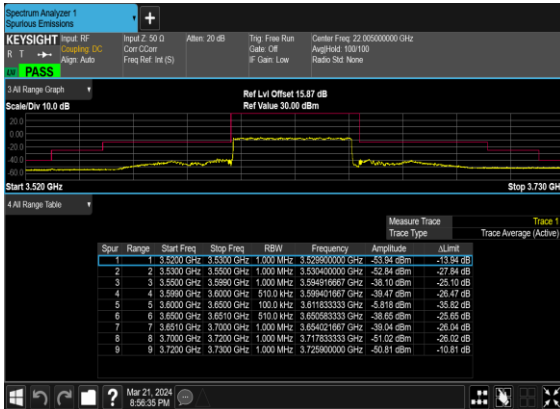 Spectrum Analyzer 1
Spurious Emissions
KEYSIGHT Input: RF Input Z: 50 Ω Atten: 20 dB Trig: Free Run Center Freq: 22.005000000 GHz
R T Coupling: DC Corr CCorr Gate: Off Avg|Hold: 100/100
Align: Auto Freq Ref: Int (S) IF Gain: Low Radio Std: None
LNI PASS
3 All Range Graph Ref Lvl Offset 15.87 dB
Scale/Div 10.0 dB Ref Value 30.00 dBm
20.0
0.00
-20.0
-40.0
-60.0
Start 3.520 GHz Stop 3.730 GH
4 All Range Table
Measure Trace Trace 1
Trace Type Trace Average (Active)
Spur Range Start Freq Stop Freq RBW Frequency Amplitude ΔLimit
1 1 3.5200 GHz 3.5300 GHz 1.000 MHz 3.529900000 GHz -53.94 dBm -13.94 dB
2 2 3.5300 GHz 3.5500 GHz 1.000 MHz 3.530400000 GHz -52.84 dBm -27.84 dB
3 3 3.5500 GHz 3.5990 GHz 1.000 MHz 3.594916667 GHz -38.10 dBm -25.10 dB
4 4 3.5990 GHz 3.6000 GHz 510.0 kHz 3.599401667 GHz -39.47 dBm -26.47 dB
5 5 3.6000 GHz 3.6500 GHz 100.0 kHz 3.611833333 GHz -5.818 dBm -35.82 dB
6 6 3.6500 GHz 3.6510 GHz 510.0 kHz 3.650583333 GHz -38.65 dBm -25.65 dB
7 7 3.6510 GHz 3.7000 GHz 1.000 MHz 3.654021667 GHz -39.04 dBm -26.04 dB
8 8 3.7000 GHz 3.7200 GHz 1.000 MHz 3.717833333 GHz -51.02 dBm -26.02 dB
9 9 3.7200 GHz 3.7300 GHz 1.000 MHz 3.725900000 GHz -50.81 dBm -10.81 dB
Mar 21, 2024
8:56:35 PM